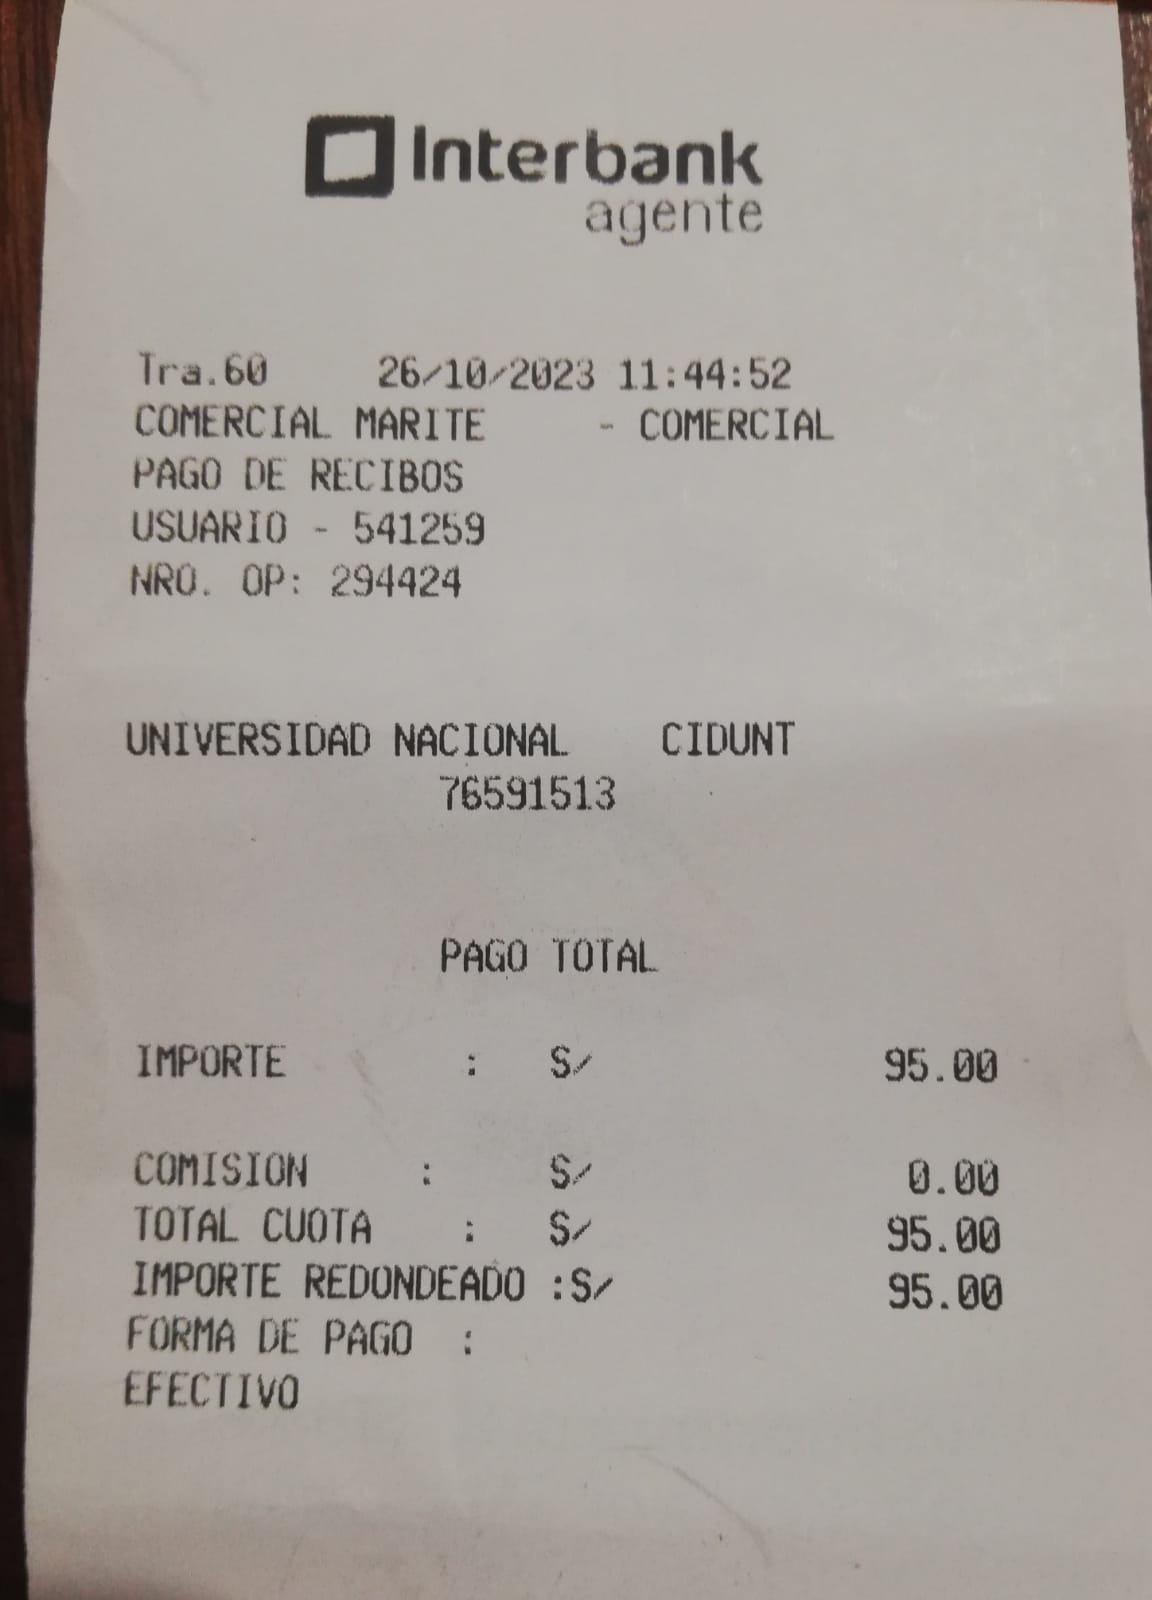 Interbank
agente
Tra.60 26/10/2023 11:44:52
COMERCIAL MARITE - COMERCIAL
PAGO DE RECIBOS
USUARIO - 541259
NRO. OP: 294424
UNIVERSIDAD NACIONAL CIDUNT
76591513
PAGO TOTAL
IMPORTE : S/ 95.00
COMISION : S/ 0.00
TOTAL CUOTA : S/ 95.00
IMPORTE REDONDEADO :S/ 95.00
FORMA DE PAGO :
EFECTIVO